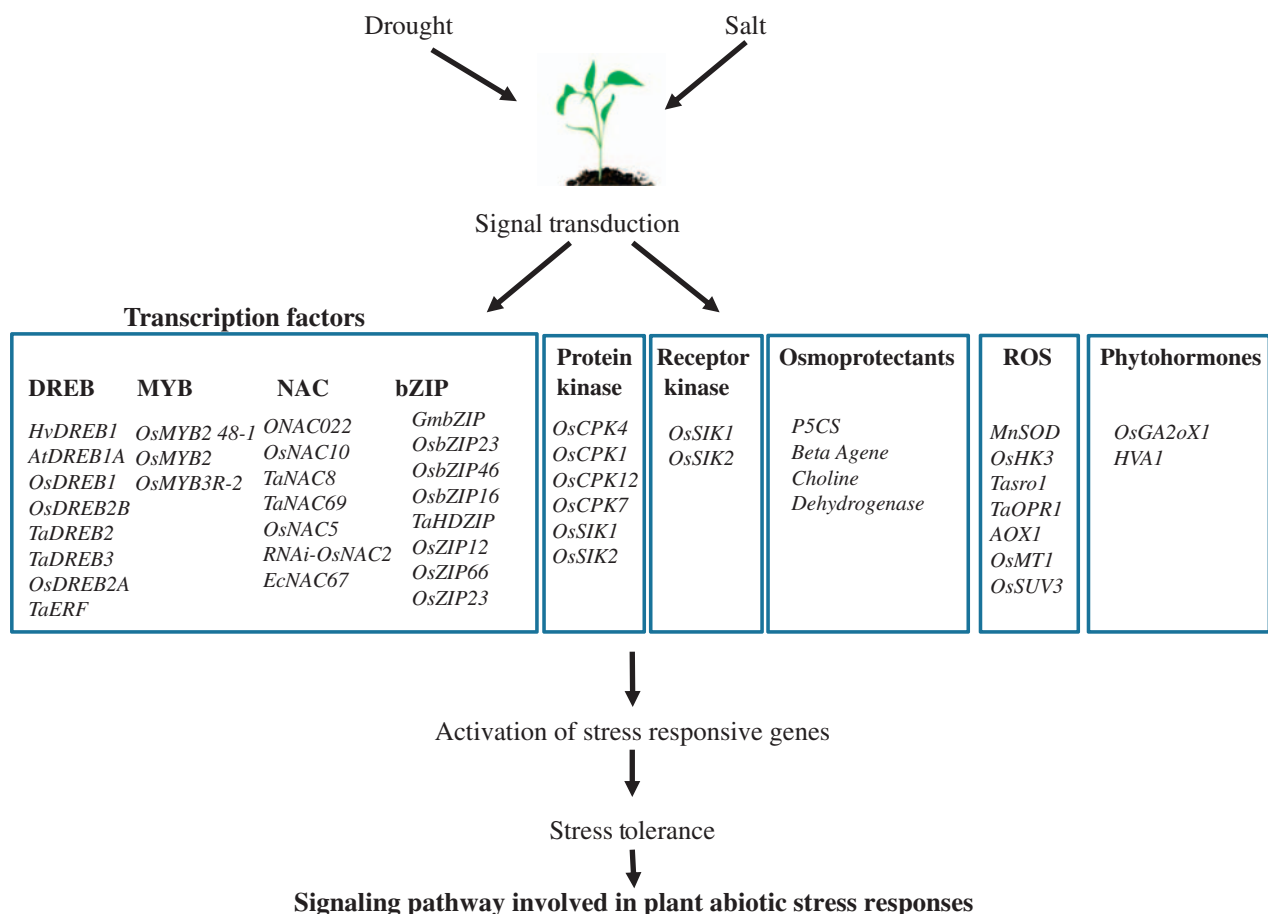 Drought
Salt
Signal transduction
Transcription factors
DREB
HvDREB1
AtDREB1A
OsDREB1
OsDREB2B
TaDREB2
TaDREB3
OsDREB2A
TaERF
MYB
OsMYB2 48-1
OsMYB2
OsMYB3R-2
NAC
ONAC022
OsNAC10
TaNAC8
TaNAC69
OsNAC5
RNAi-OsNAC2
EcNAC67
bZIP
GmbZIP
OsbZIP23
OsbZIP46
OsbZIP16
TaHDZIP
OsZIP12
OsZIP66
OsZIP23
Protein
kinase
OsCPK4
OsCPK1
OsCPK12
OsCPK7
OsSIK1
OsSIK2
Receptor
kinase
OsSIK1
OsSIK2
Osmoprotectants
P5CS
Beta Agene
Choline
Dehydrogenase
ROS
MnSOD
OsHK3
Tasro1
TaOPR1
AOX1
OsMT1
OsSUV3
Phytohormones
OsGA2oX1
HVA1
Activation of stress responsive genes
Stress tolerance
Signaling pathway involved in plant abiotic stress responses